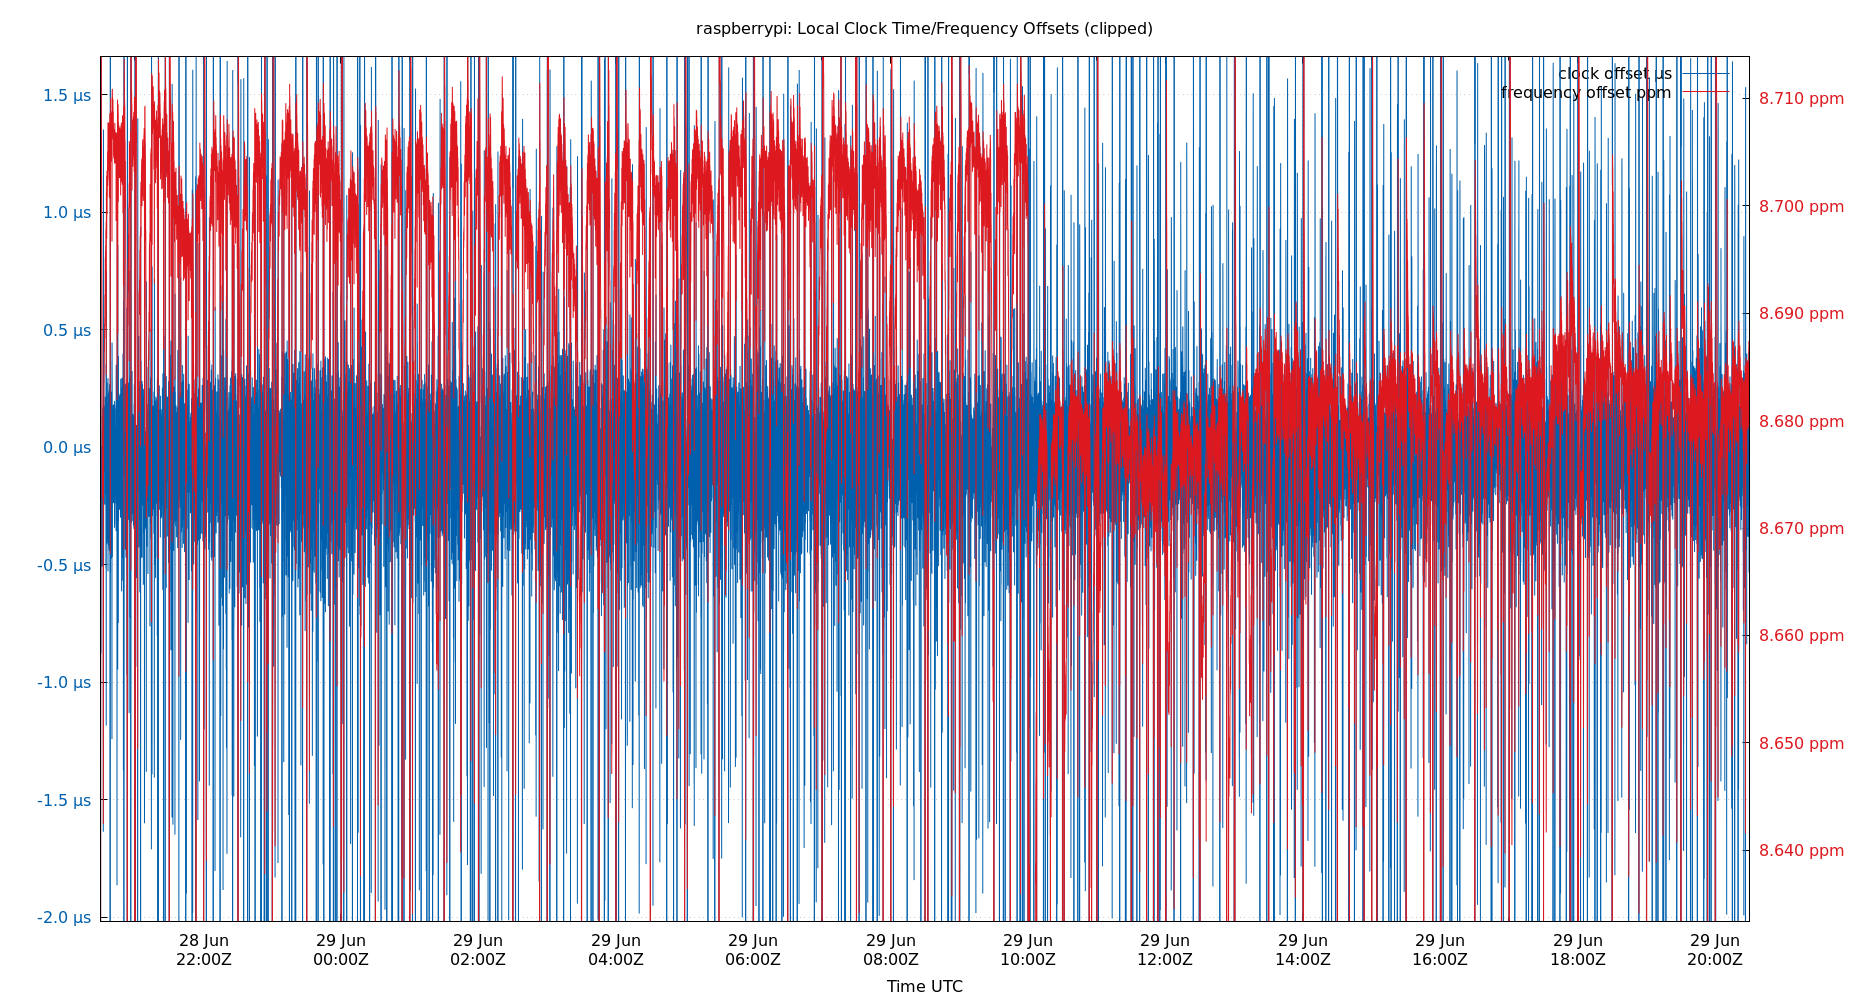 raspberrypi: Local Clock Time/Frequency Offsets (clipped)
clock offset µs
frequency offset ppm
1.5 µs
1.0 µs
0.5 µs
0.0 µs
-0.5 µs
-1.0 µs
-1.5 µs
-2.0 µs
8.710 ppm
8.700 ppm
8.690 ppm
8.680 ppm
8.670 ppm
8.660 ppm
8.650 ppm
8.640 ppm
28 Jun 29 Jun 29 Jun 29 Jun 29 Jun 29 Jun 29 Jun 29 Jun 29 Jun 29 Jun 29 Jun 29 Jun
22:00Z 00:00Z 02:00Z 04:00Z 06:00Z 08:00Z 10:00Z 12:00Z 14:00Z 16:00Z 18:00Z 20:00Z
Time UTC